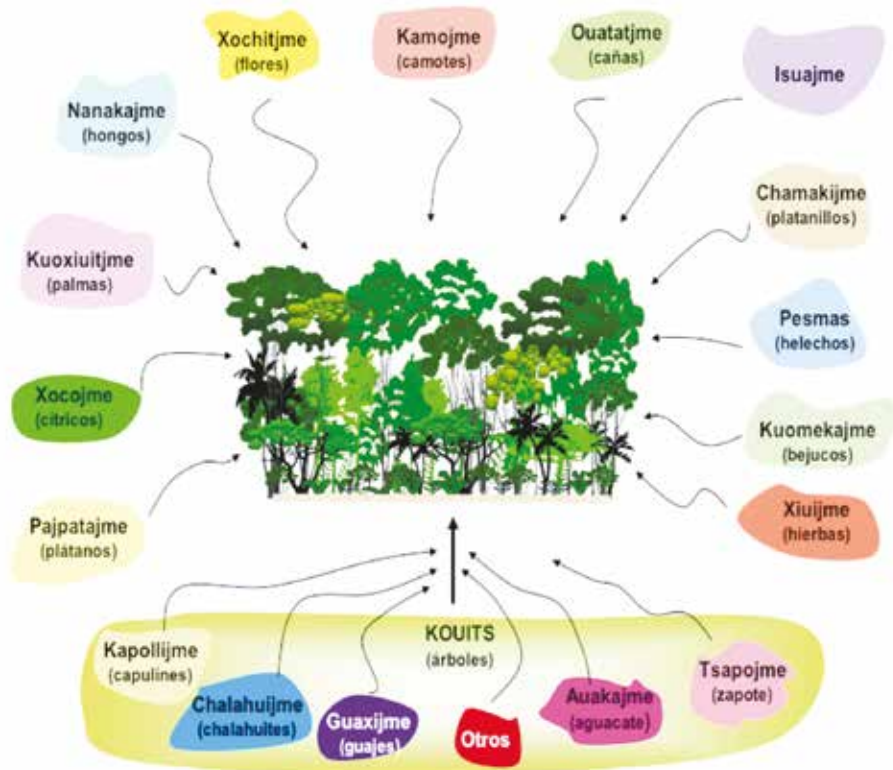 Xochitjme
(flores)
Kamojme
(camotes)
Ouatatjme
(cañas)
Isuajme
Nanakajme
(hongos)
Chamakijme
(platanillos)
Kuoxiuitjme
(palmas)
Pesmas
(helechos)
Xocojme
(cítricos)
Kuomekajme
(bejucos)
Pajpatajme
(plátanos)
Xiuijme
(hierbas)
KOUITS
(árboles)
Kapollijme
(capulines)
Chalahuijme
(chalahuites)
Guaxijme
(guajes)
Otros
Auakajme
(aguacate)
Tsapojme
(zapote)